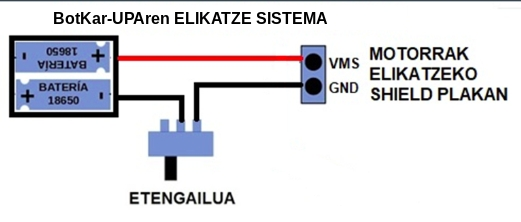 BotKar-UPAren ELIKATZE SISTEMA
- BATERÍA 18650 +
+ BATERÍA -
18650
VMS
GND
MOTORRAK
ELIKATZEKO
SHIELD PLAKAN
ETENGAILUA